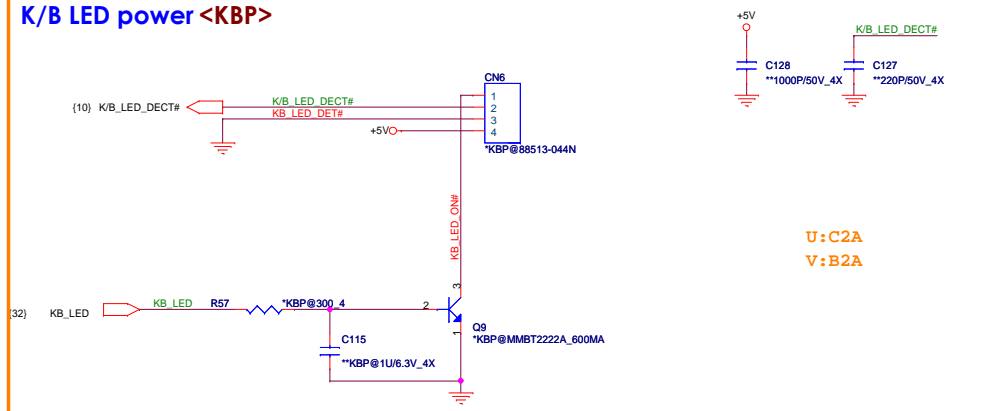 K/B LED power <KBP>
+5V
K/B_LED_DECT#
C128
**1000P/50V_4X
C127
**220P/50V_4X
CN6
{10} K/B_LED_DECT#
K/B_LED_DECT#
KB_LED_DET#
+5V
1
2
3
4
*KBP@88513-044N
KB_LED_ON#
U:C2A
V:B2A
{32} KB_LED
KB_LED
R57
*KBP@300_4
2
3
1
Q9
*KBP@MMBT2222A_600MA
C115
**KBP@1U/6.3V_4X